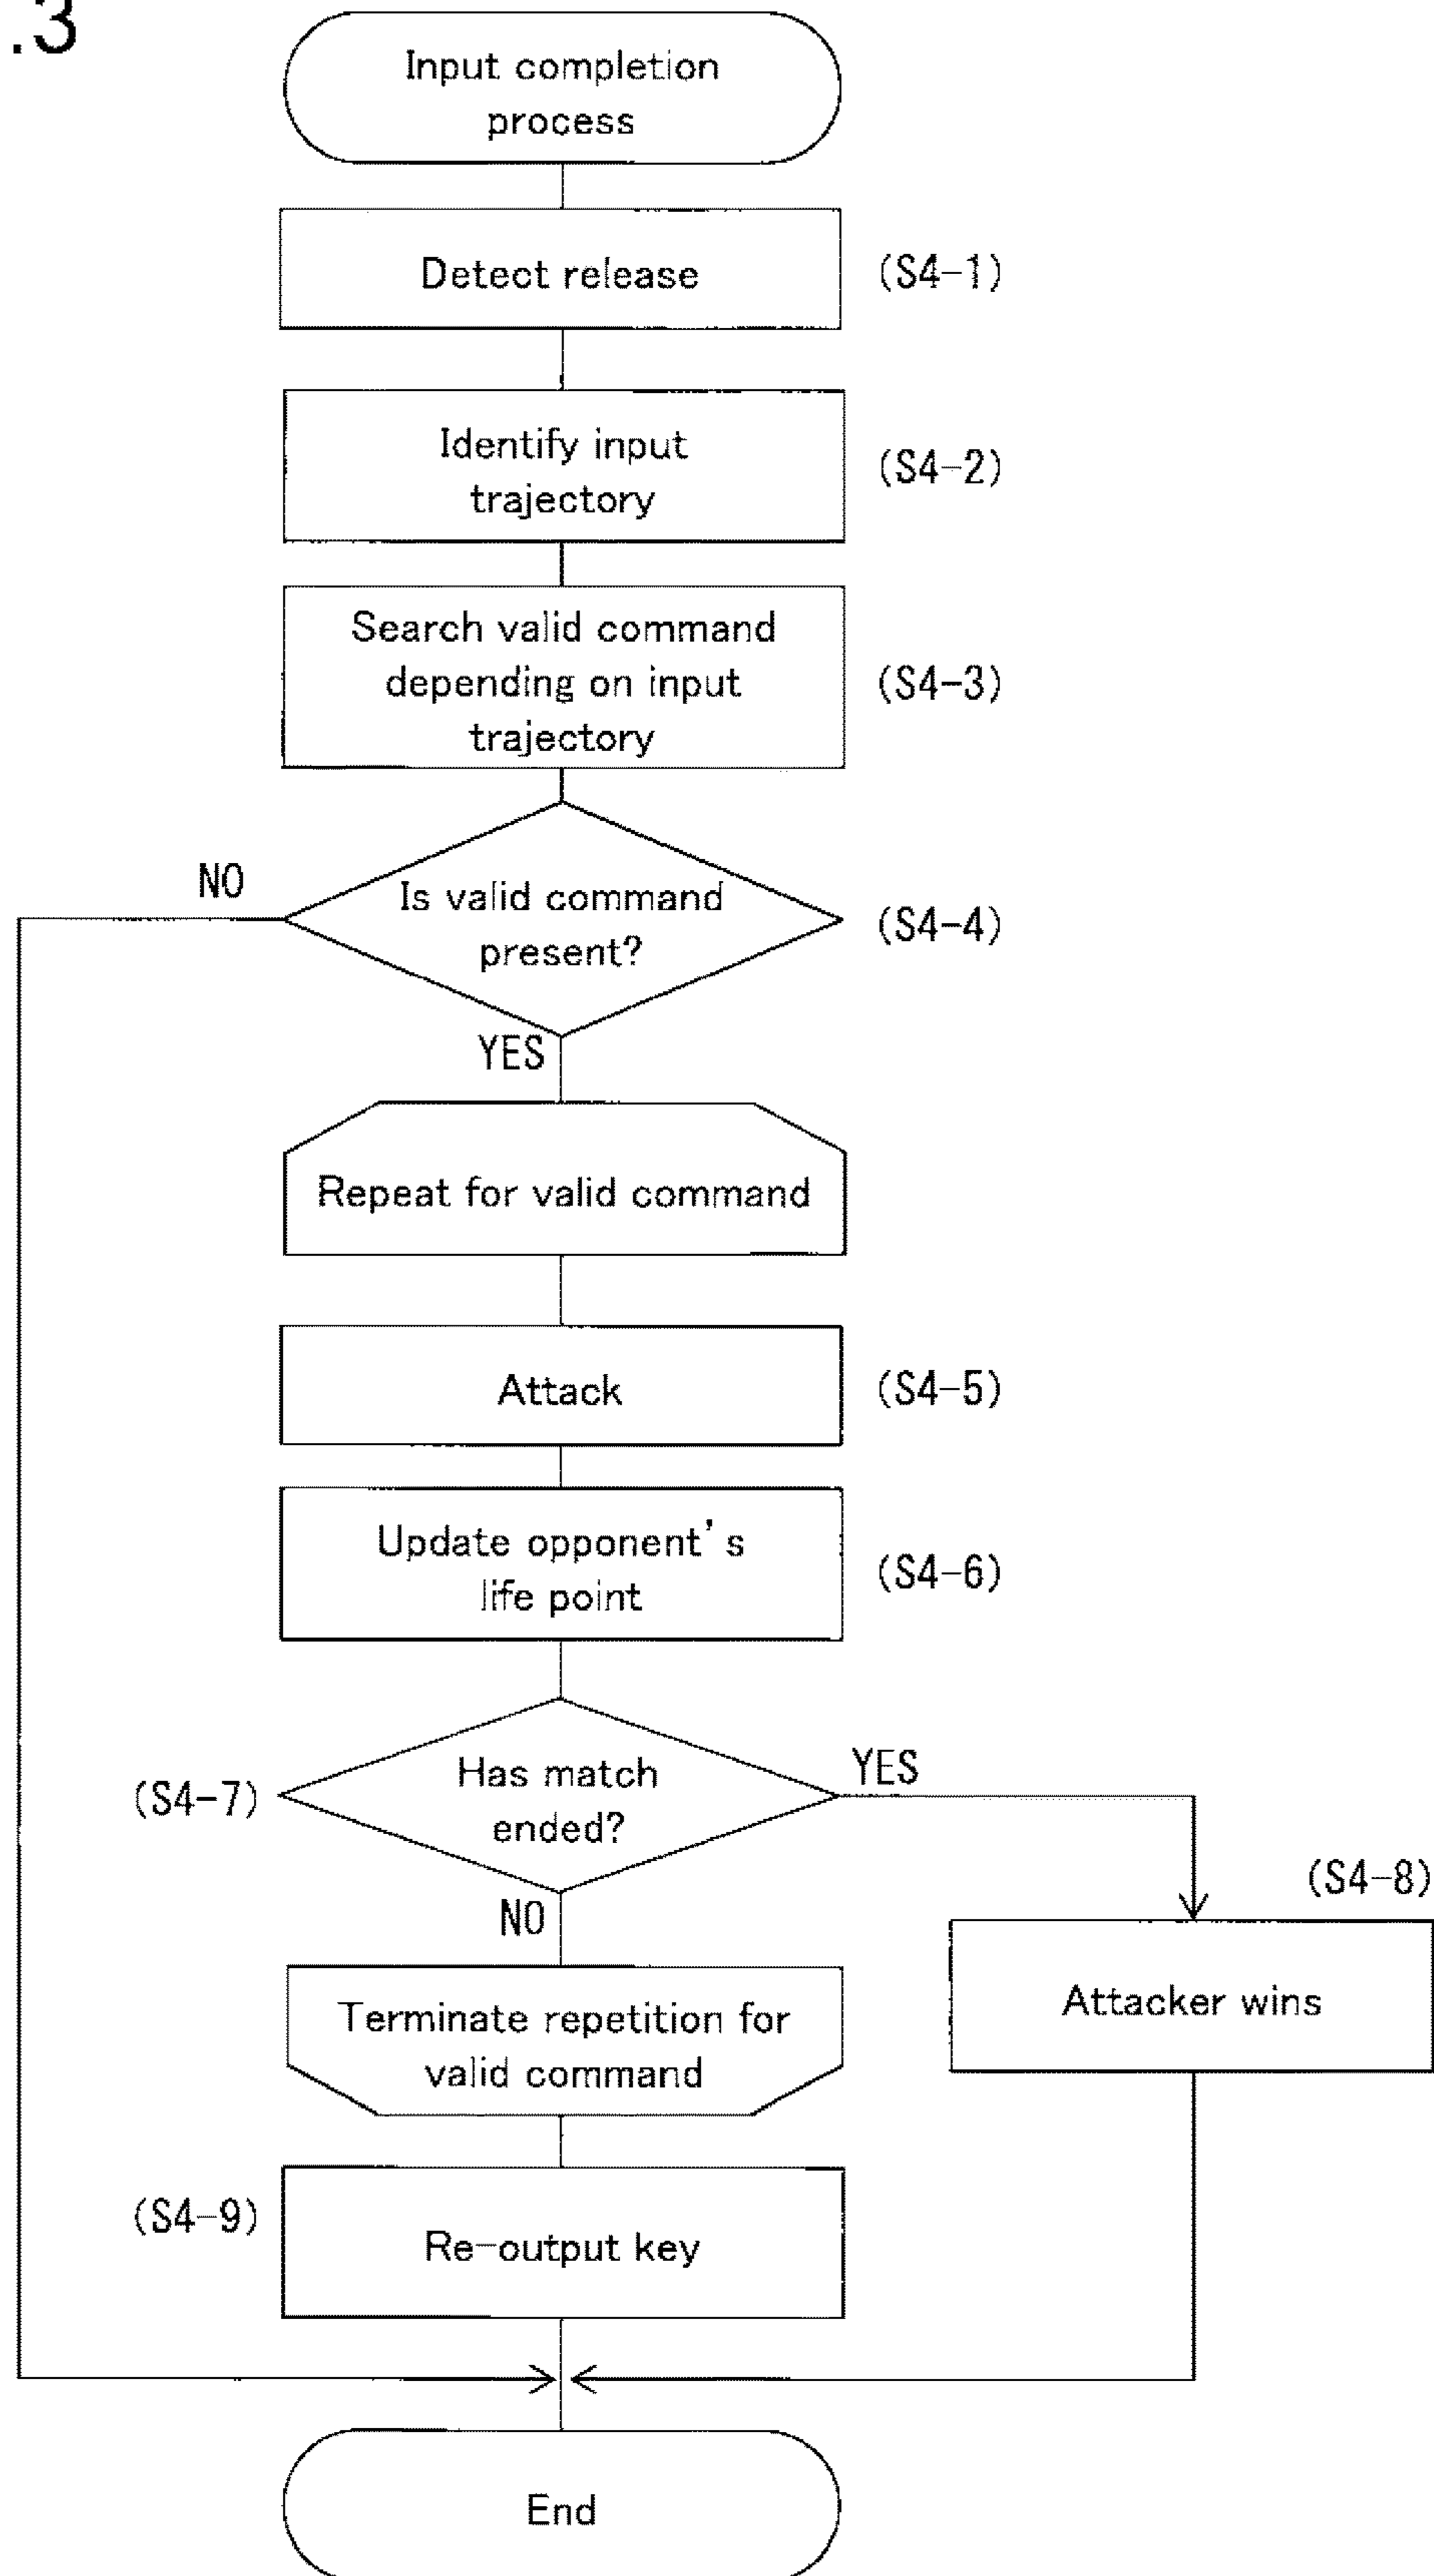 .3
Input completion
process
Detect release
(S4-1)
Identify input
trajectory
(S4-2)
Search valid command
depending on input
trajectory
(S4-3)
NO
Is valid command
present?
(S4-4)
YES
Repeat for valid command
Attack
(S4-5)
Update opponent's
life point
(S4-6)
(S4-7)
Has match
ended?
YES
NO
(S4-8)
Attacker wins
Terminate repetition for
valid command
(S4-9)
Re-output key
End